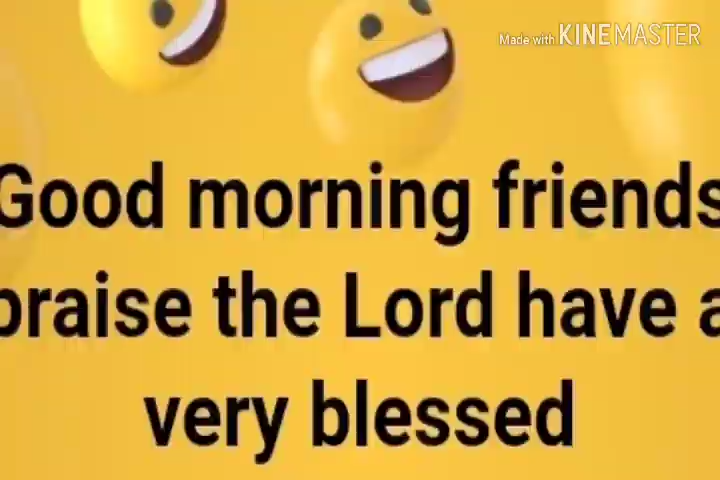 Made with KINEMASTER
Good morning friends
praise the Lord have a
very blessed